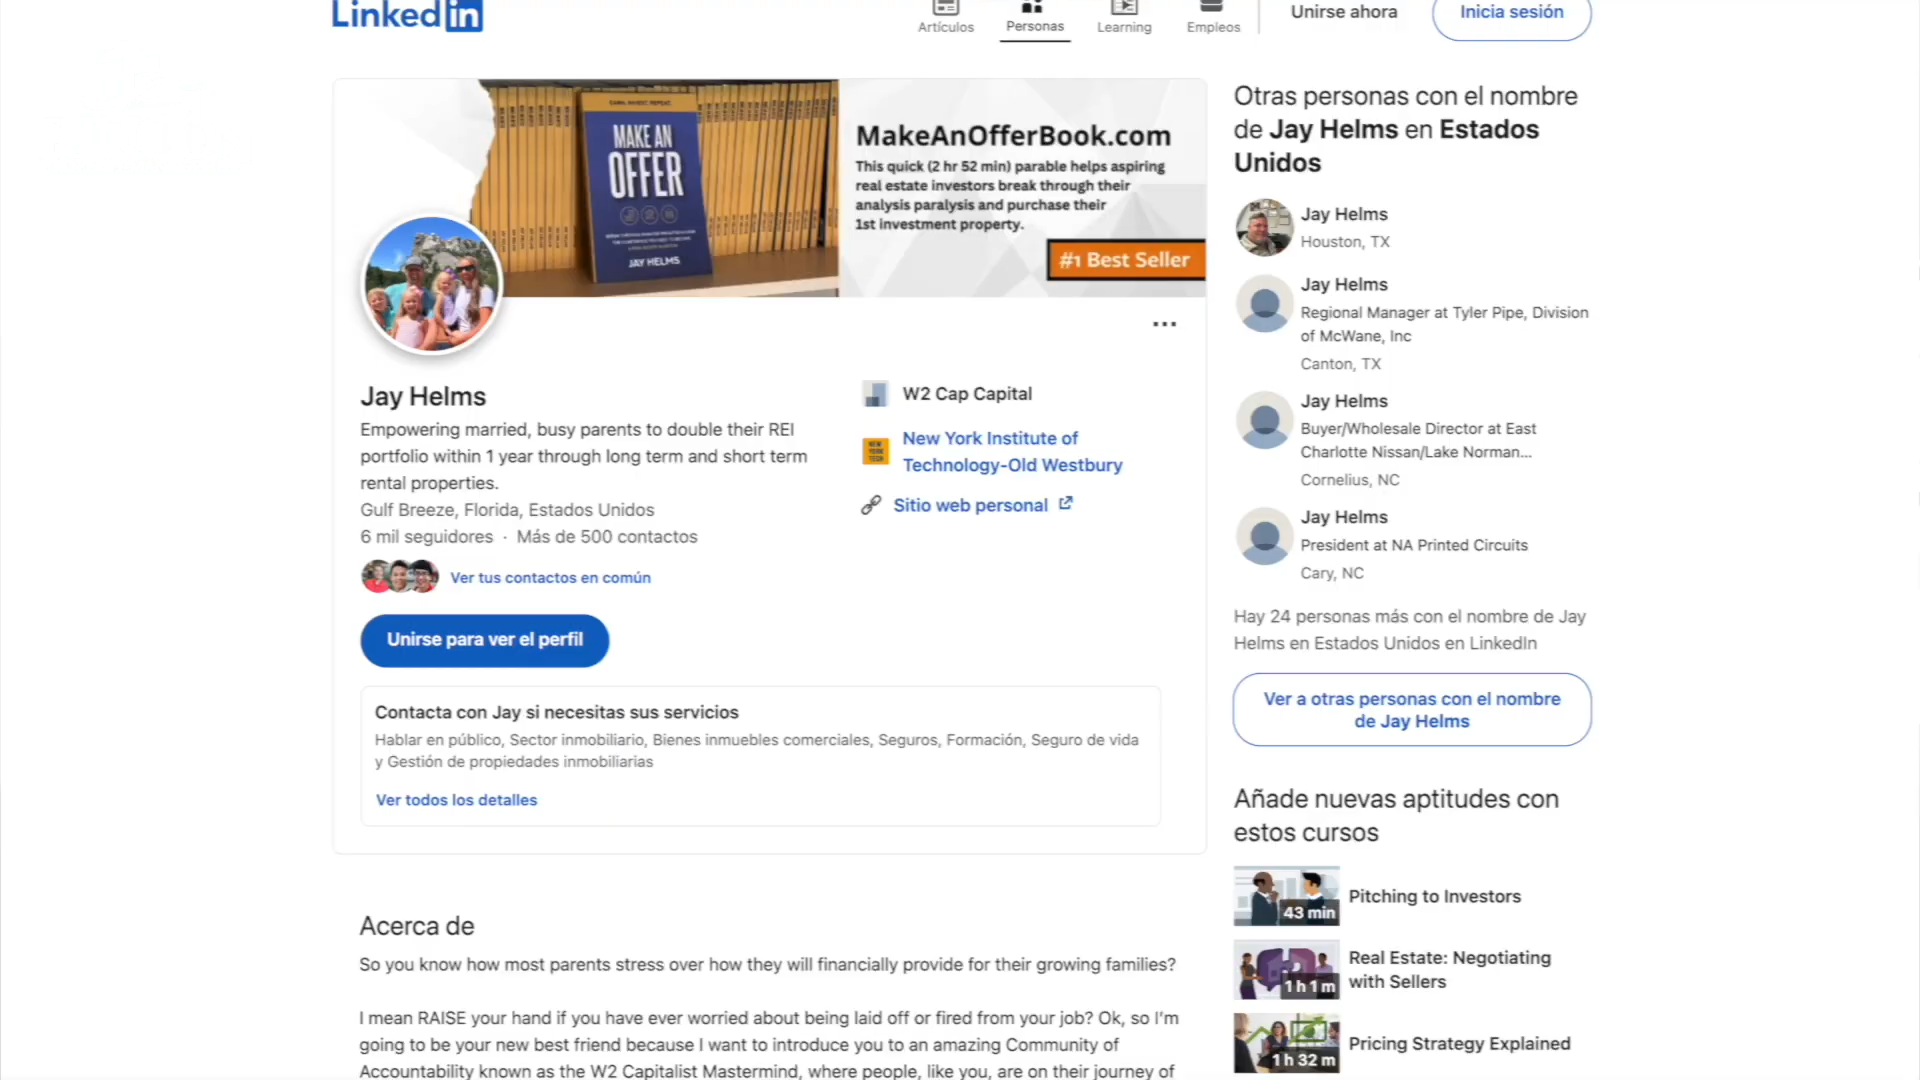 LinkedIn
Artículos
Personas
Learning
Empleos
Unirse ahora
Inicia sesión
EARN. INVEST. REPEAT.
MAKE AN
OFFER
JAY HELMS
MakeAnOfferBook.com
This quick (2 hr 52 min) parable helps aspiring
real estate investors break through their
analysis paralysis and purchase their
1st investment property.
#1 Best Seller
Jay Helms
Empowering married, busy parents to double their REI
portfolio within 1 year through long term and short term
rental properties.
Gulf Breeze, Florida, Estados Unidos
6 mil seguidores · Más de 500 contactos
Ver tus contactos en común
Unirse para ver el perfil
W2 Cap Capital
NEW
YORK
TECH
New York Institute of
Technology-Old Westbury
Sitio web personal
Contacta con Jay si necesitas sus servicios
Hablar en público, Sector inmobiliario, Bienes inmuebles comerciales, Seguros, Formación, Seguro de vida
y Gestión de propiedades inmobiliarias
Ver todos los detalles
Acerca de
So you know how most parents stress over how they will financially provide for their growing families?
I mean RAISE your hand if you have ever worried about being laid off or fired from your job? Ok, so I'm
going to be your new best friend because I want to introduce you to an amazing Community of
Accountability known as the W2 Capitalist Mastermind, where people, like you, are on their journey of
Otras personas con el nombre
de Jay Helms en Estados
Unidos
Jay Helms
Houston, TX
Jay Helms
Regional Manager at Tyler Pipe, Division
of McWane, Inc
Canton, TX
Jay Helms
Buyer/Wholesale Director at East
Charlotte Nissan/Lake Norman...
Cornelius, NC
Jay Helms
President at NA Printed Circuits
Cary, NC
Hay 24 personas más con el nombre de Jay
Helms en Estados Unidos en LinkedIn
Ver a otras personas con el nombre
de Jay Helms
Añade nuevas aptitudes con
estos cursos
43 min
Pitching to Investors
1 h 1 m
Real Estate: Negotiating
with Sellers
1 h 32 m
Pricing Strategy Explained